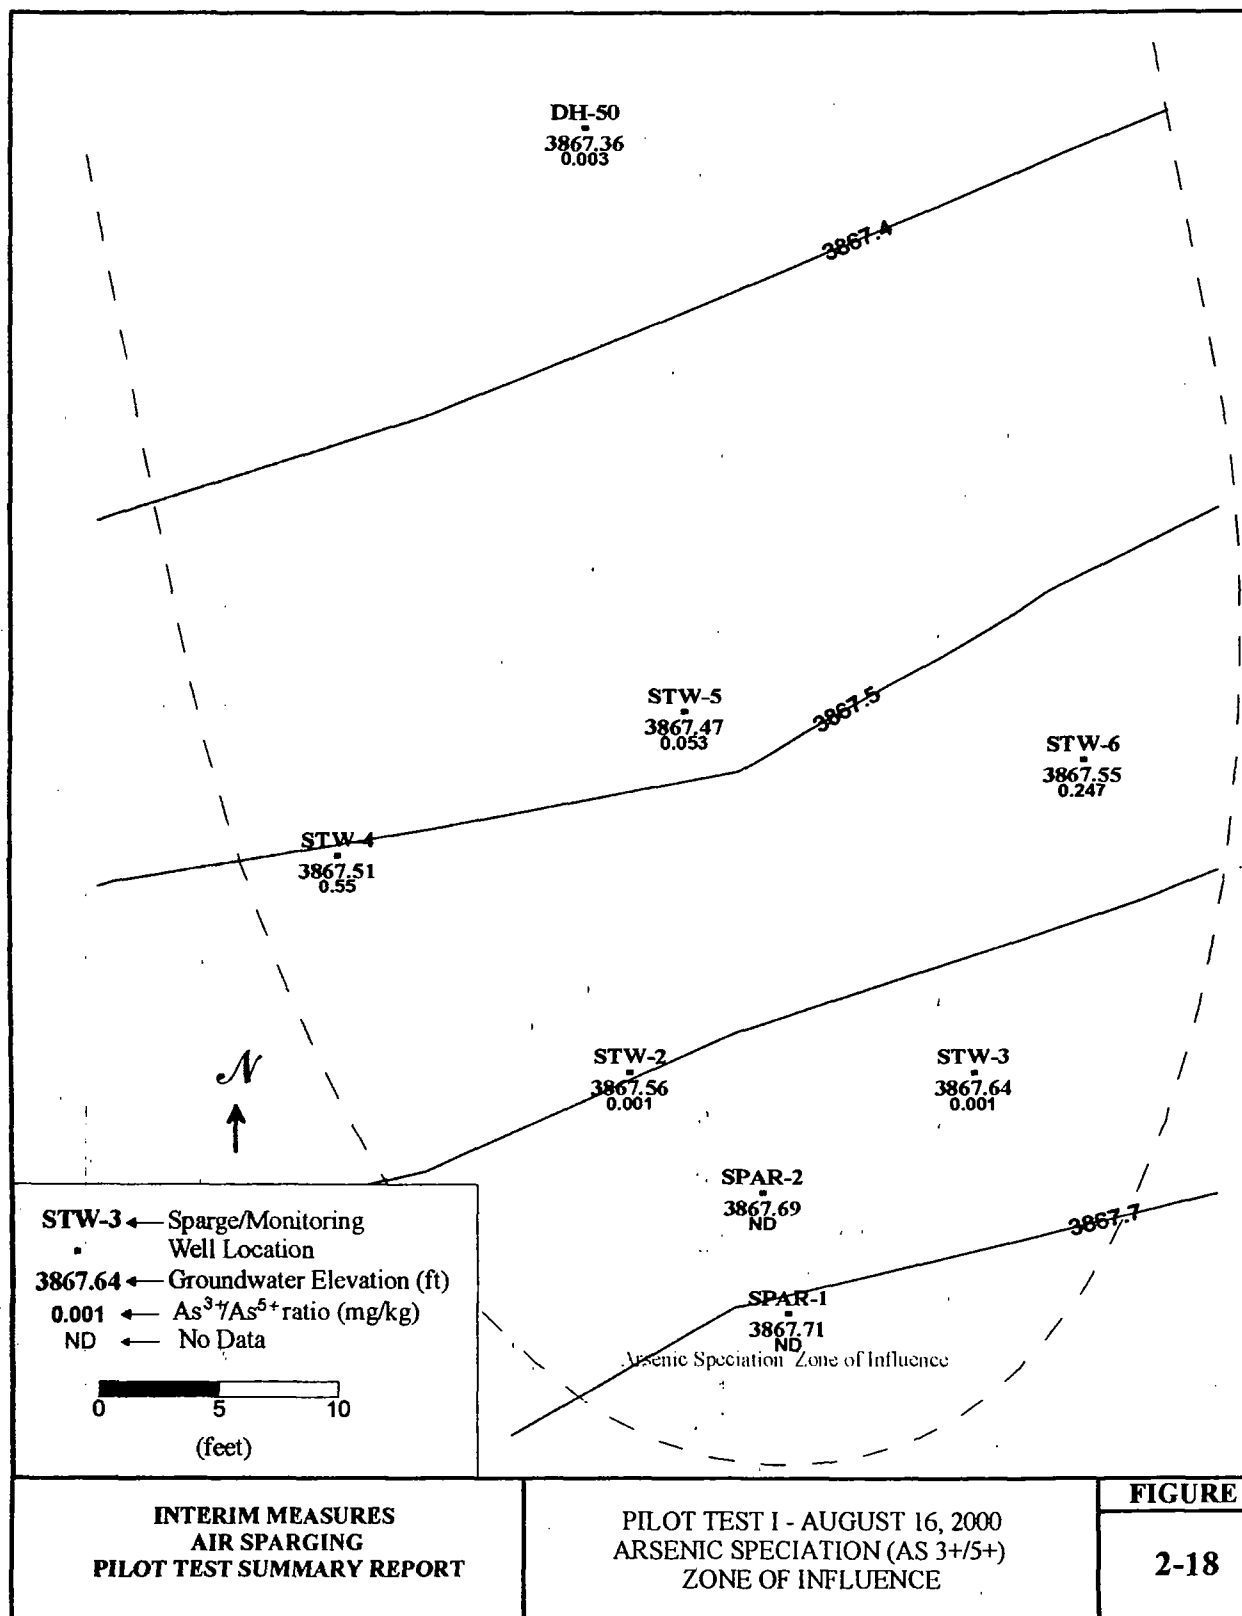 DH-50
3867.36
0.003
3867.4
STW-5
3867.47
0.053
3867.5
STW-6
3867.55
0.247
STW-4
3867.51
0.55
N
STW-2
3867.56
0.001
STW-3
3867.64
0.001
SPAR-2
3867.69
ND
3867.7
SPAR-1
3867.71
ND
Arsenic Speciation Zone of Influence
STW-3 Sparge/Monitoring
Well Location
3867.64 Groundwater Elevation (ft)
0.001 As3+/As5+ ratio (mg/kg)
ND No Data
0 5 10
(feet)
INTERIM MEASURES
AIR SPARGING
PILOT TEST SUMMARY REPORT
PILOT TEST I - AUGUST 16, 2000
ARSENIC SPECIATION (AS 3+/5+)
ZONE OF INFLUENCE
FIGURE
2-18